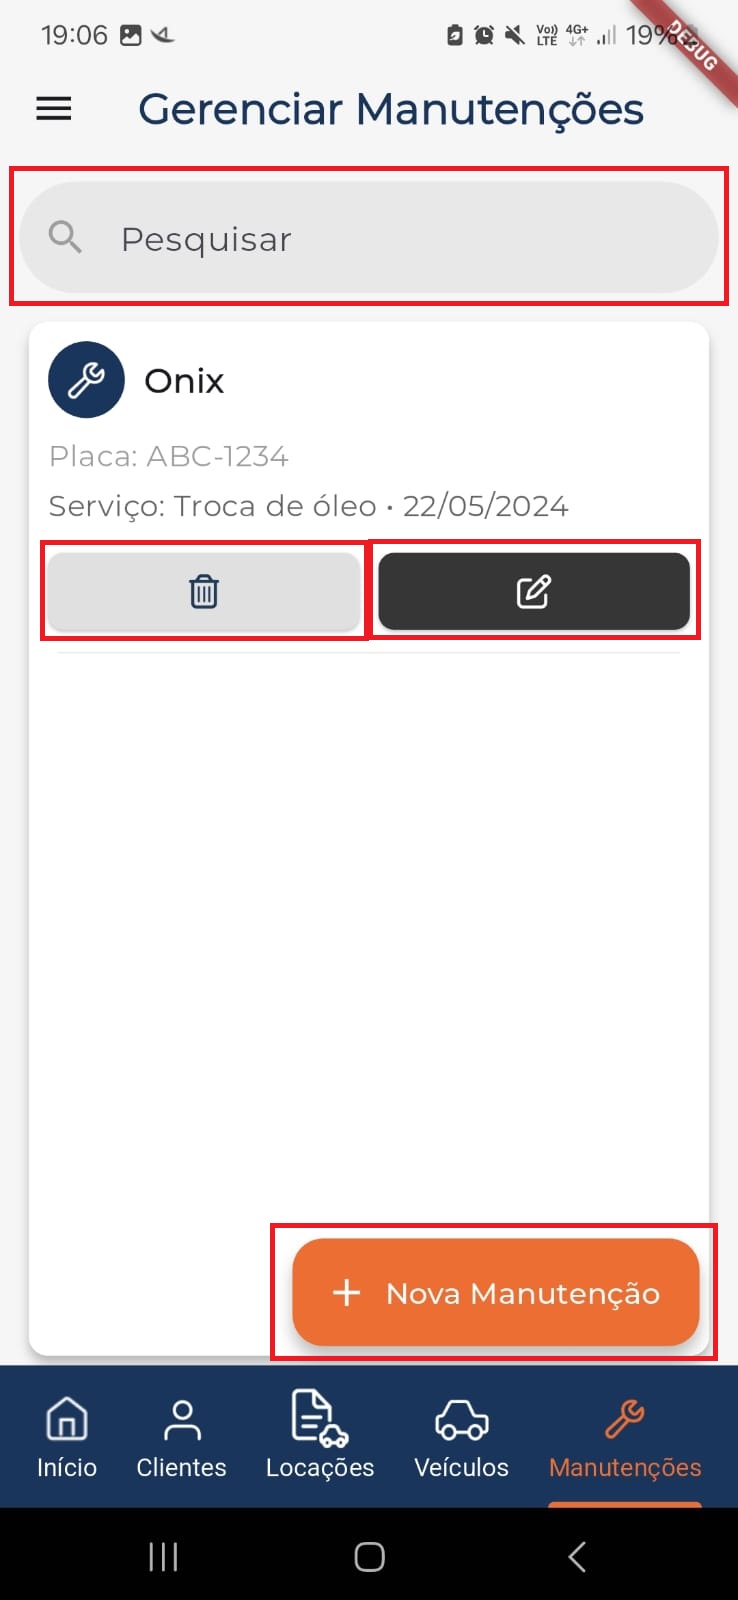 19:06 Vo)) LTE 4G+ 19%
DEBUG
Gerenciar Manutenções
Pesquisar
Onix
Placa: ABC-1234
Serviço: Troca de óleo • 22/05/2024
+ Nova Manutenção
Início Clientes Locações Veículos Manutenções